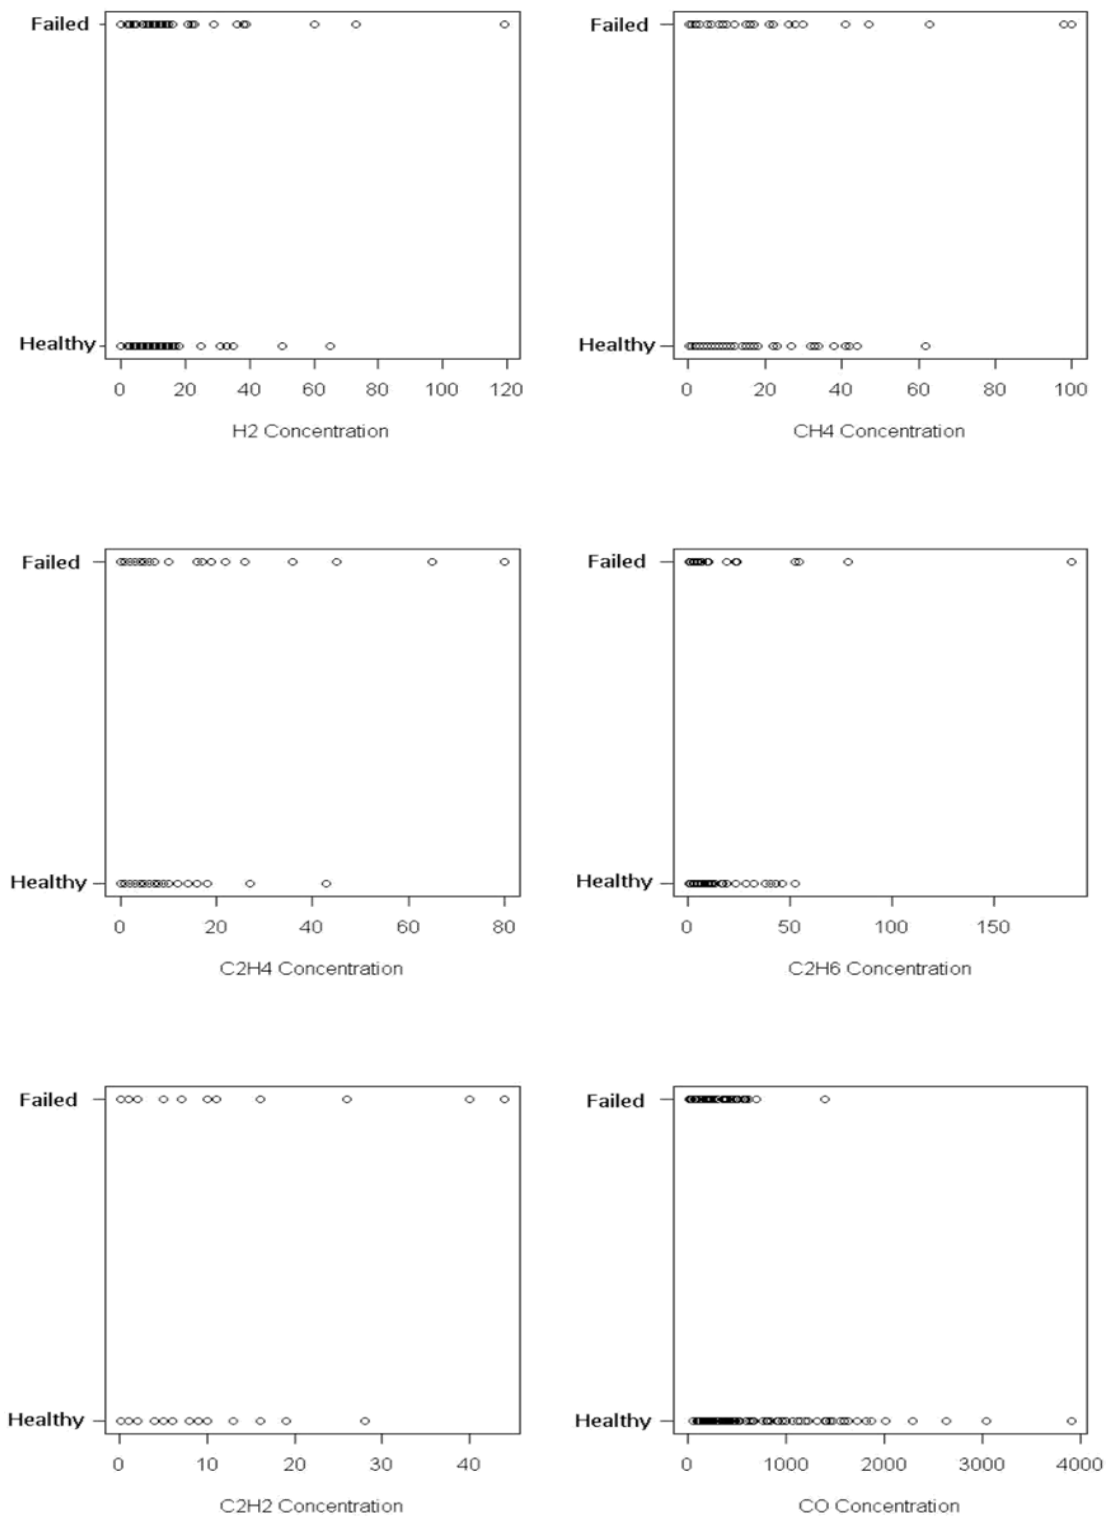 Failed
Healthy
0 20 40 60 80 100 120
H2 Concentration
Failed
Healthy
0 20 40 60 80 100
CH4 Concentration
Failed
Healthy
0 20 40 60 80
C2H4 Concentration
Failed
Healthy
0 50 100 150
C2H6 Concentration
Failed
Healthy
0 10 20 30 40
C2H2 Concentration
Failed
Healthy
0 1000 2000 3000 4000
CO Concentration